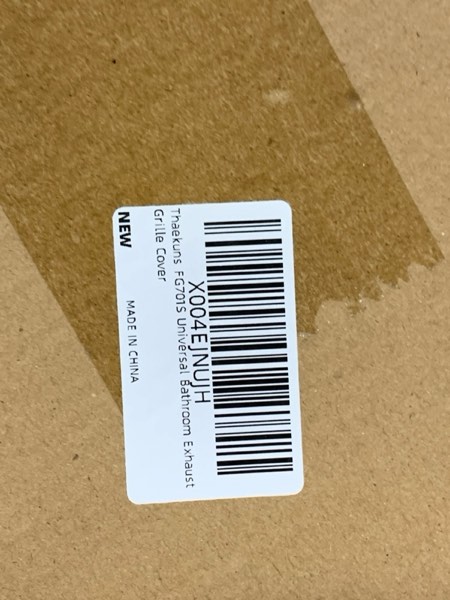 X004EJNUJH
Thaekuns FG701S Universal Bathroom Exhaust
Grille Cover
NEW
MADE IN CHINA